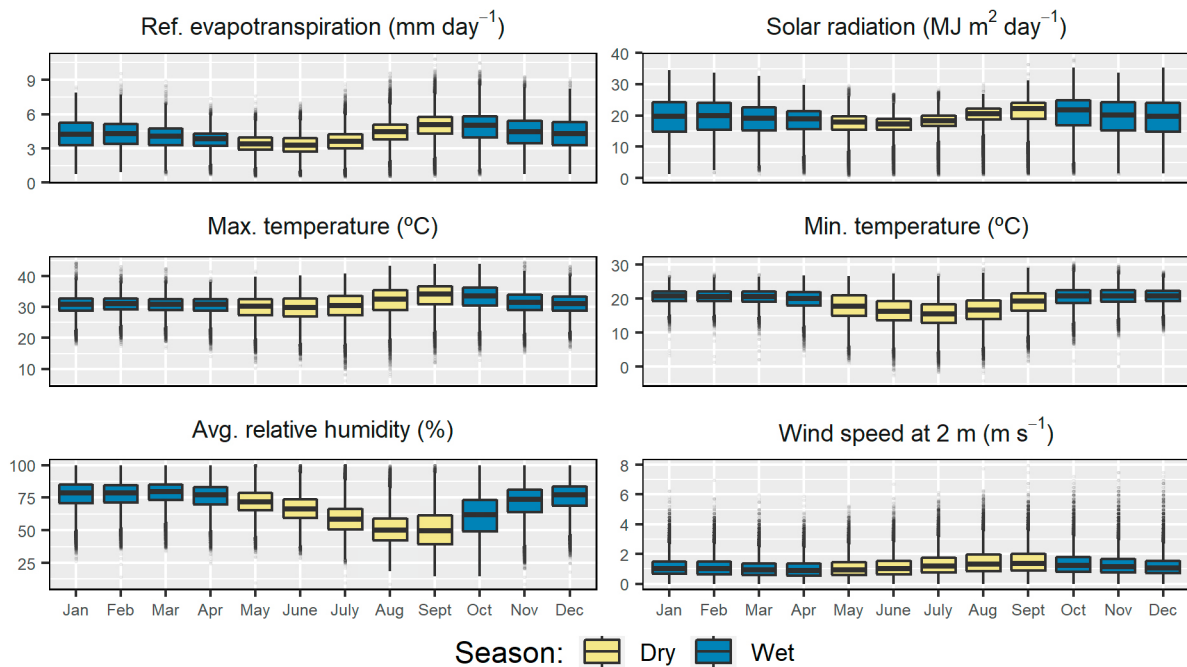 Ref. evapotranspiration (mm day⁻¹)
Solar radiation (MJ m² day⁻¹)
9
6
3
0
40
30
20
10
0
Max. temperature (ºC)
Min. temperature (ºC)
40
30
20
10
30
20
10
0
Avg. relative humidity (%)
Wind speed at 2 m (m s⁻¹)
100
75
50
25
8
6
4
2
0
Jan Feb Mar Apr May June July Aug Sept Oct Nov Dec
Jan Feb Mar Apr May June July Aug Sept Oct Nov Dec
Season: Dry Wet